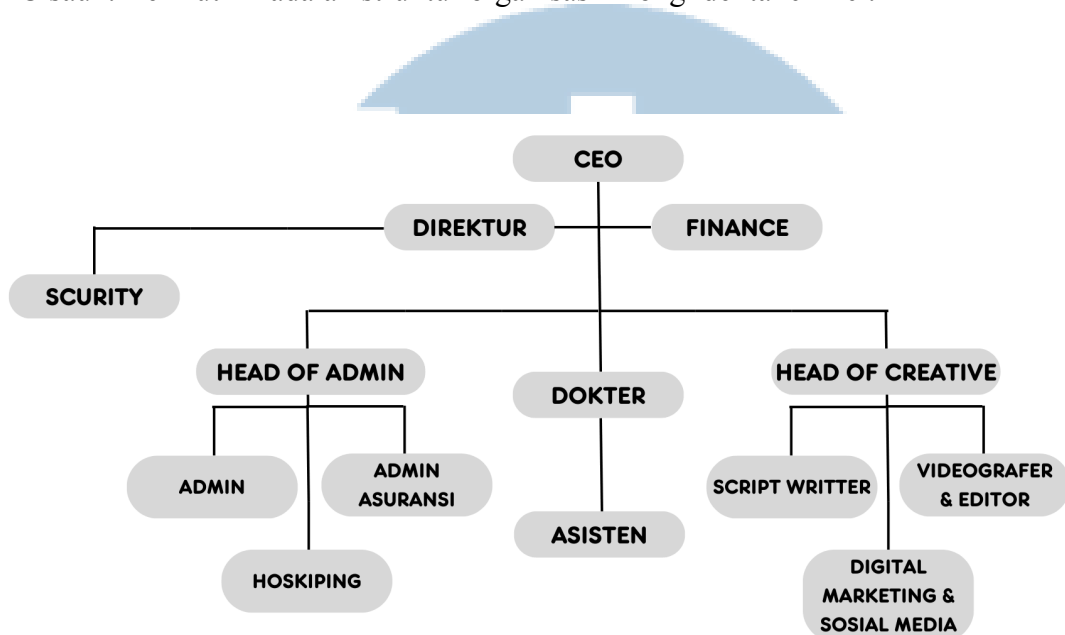 CEO
DIREKTUR
FINANCE
SCURITY
HEAD OF ADMIN
DOKTER
HEAD OF CREATIVE
ADMIN
ADMIN
ASURANSI
SCRIPT WRITTER
VIDEOGRAFER
& EDITOR
ASISTEN
HOSKIPING
DIGITAL
MARKETING &
SOSIAL MEDIA